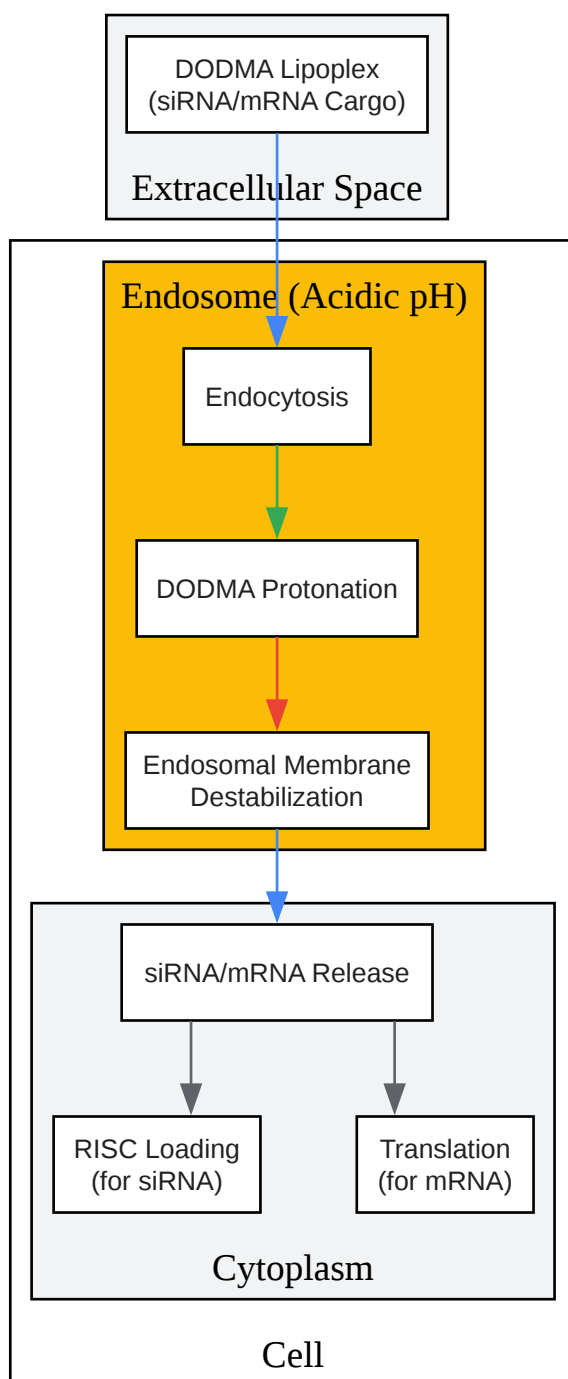 DODMA Lipoplex
(siRNA/mRNA Cargo)
Extracellular Space
Endosome (Acidic pH)
Endocytosis
DODMA Protonation
Endosomal Membrane
Destabilization
siRNA/mRNA Release
RISC Loading
(for siRNA)
Translation
(for mRNA)
Cytoplasm
Cell